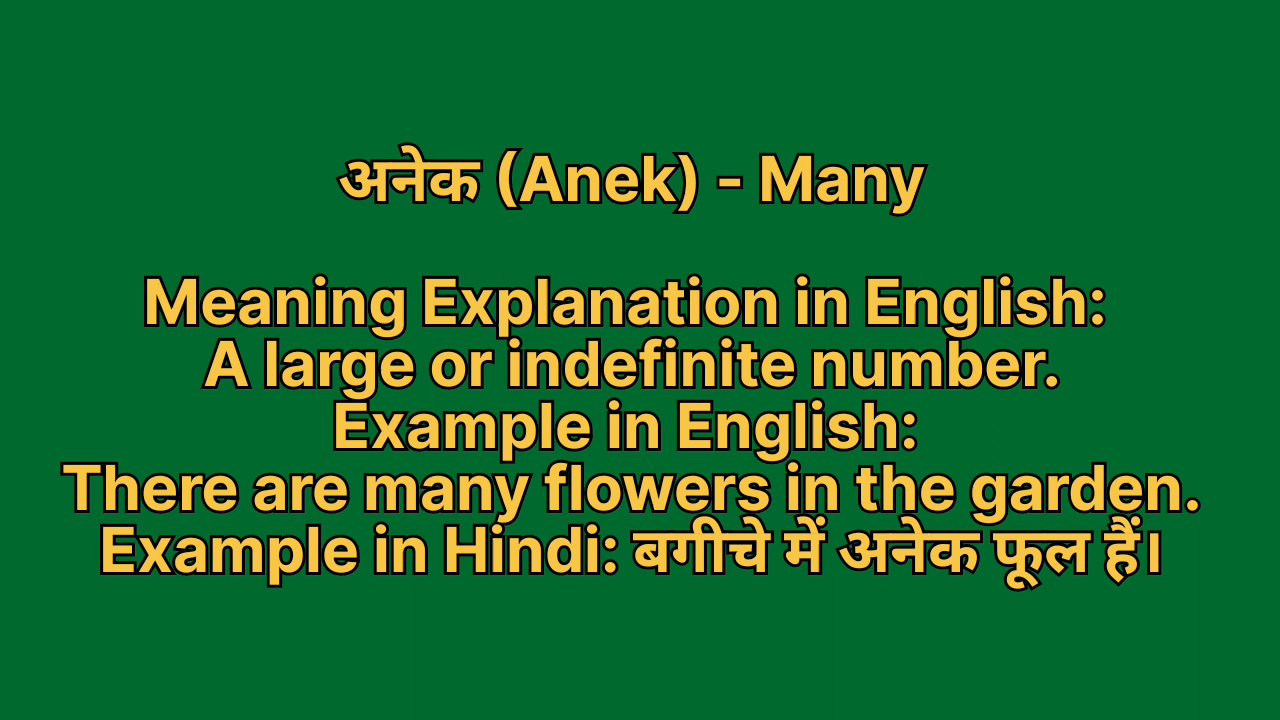 अनेक (Anek) - Many
Meaning Explanation in English:
A large or indefinite number.
Example in English:
There are many flowers in the garden.
Example in Hindi: बगीचे में अनेक फूल हैं।